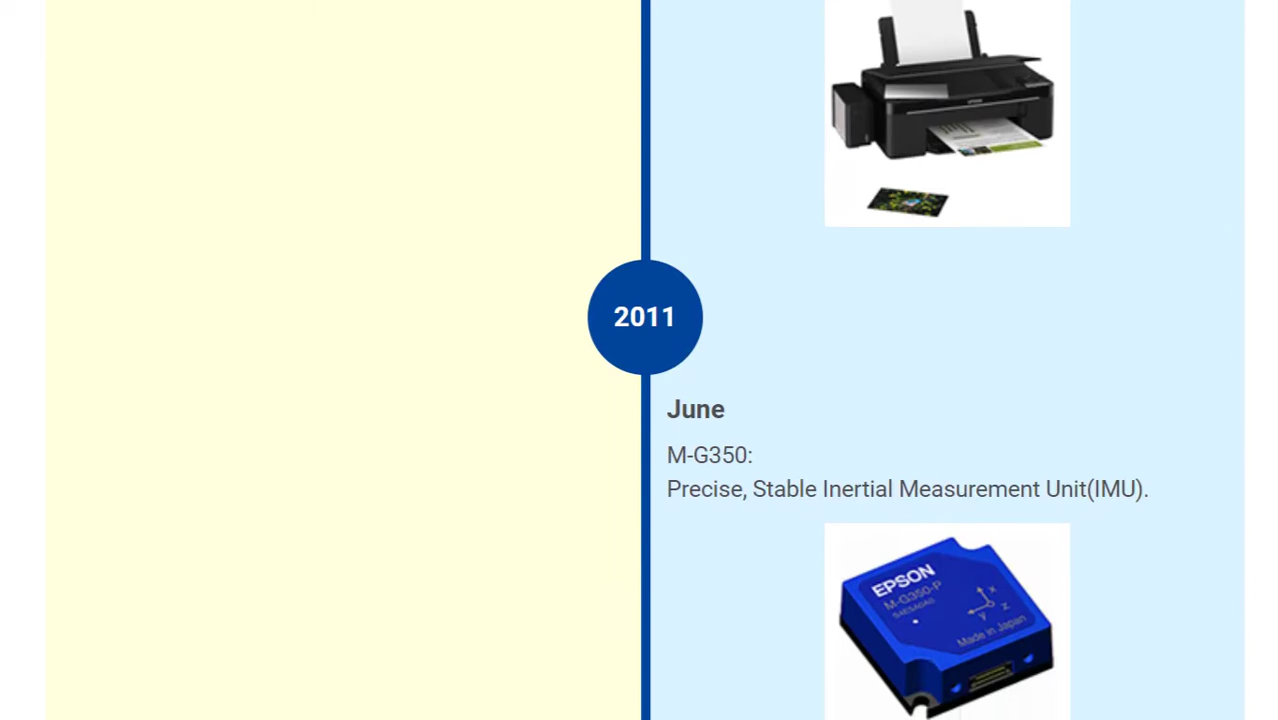 2011
June
M-G350:
Precise, Stable Inertial Measurement Unit(IMU).
EPSON
M-G350-P
x
y
z
Made in Japan